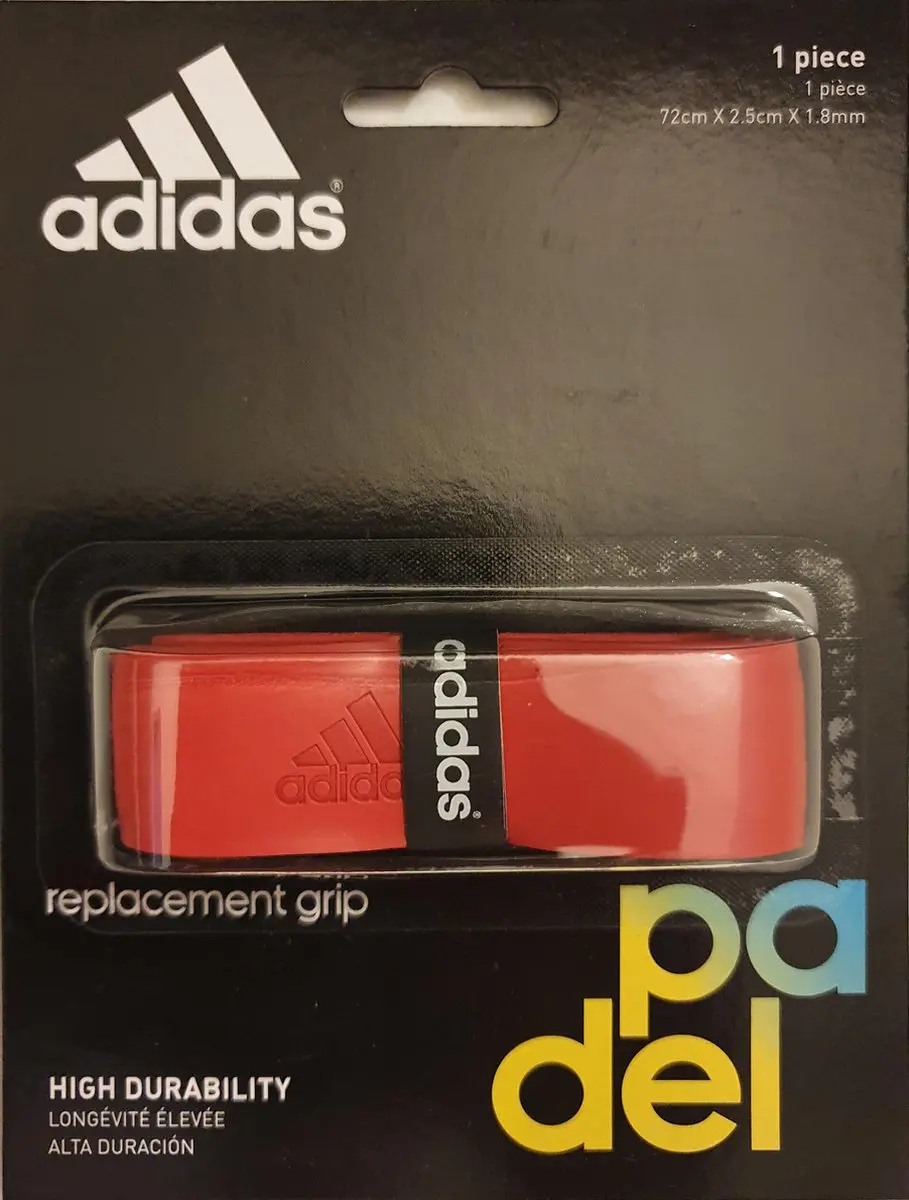 adidas®
1 piece
1 pièce
72cm X 2.5cm X 1.8mm
adidas
adidas®
replacement grip
pa
del
HIGH DURABILITY
LONGÉVITÉ ÉLEVÉE
ALTA DURACIÓN